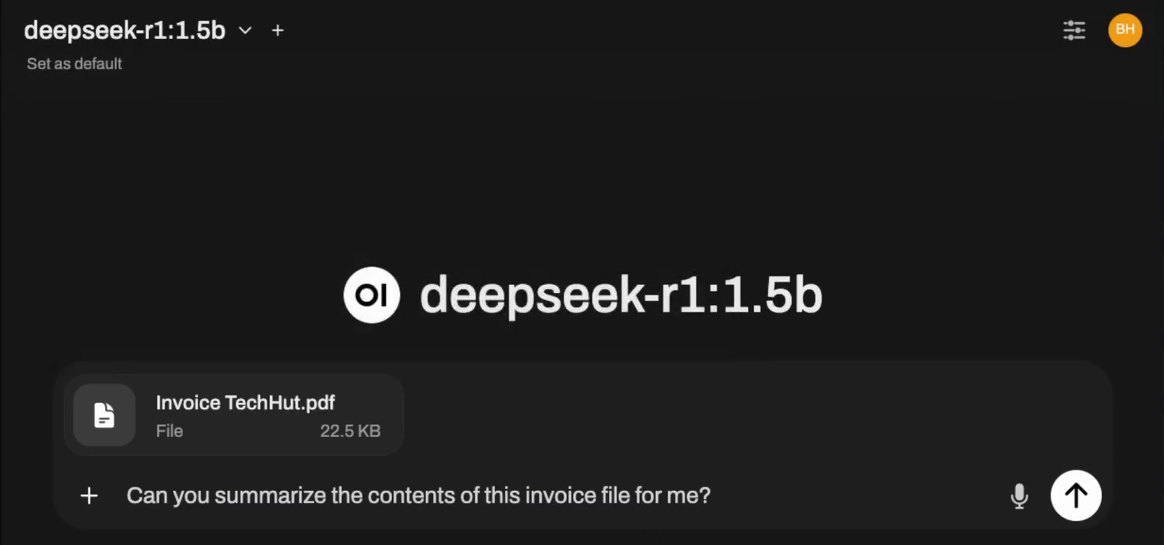 deepseek-r1:1.5b
Set as default
BH
OI deepseek-r1:1.5b
Invoice TechHut.pdf
File 22.5 KB
Can you summarize the contents of this invoice file for me?